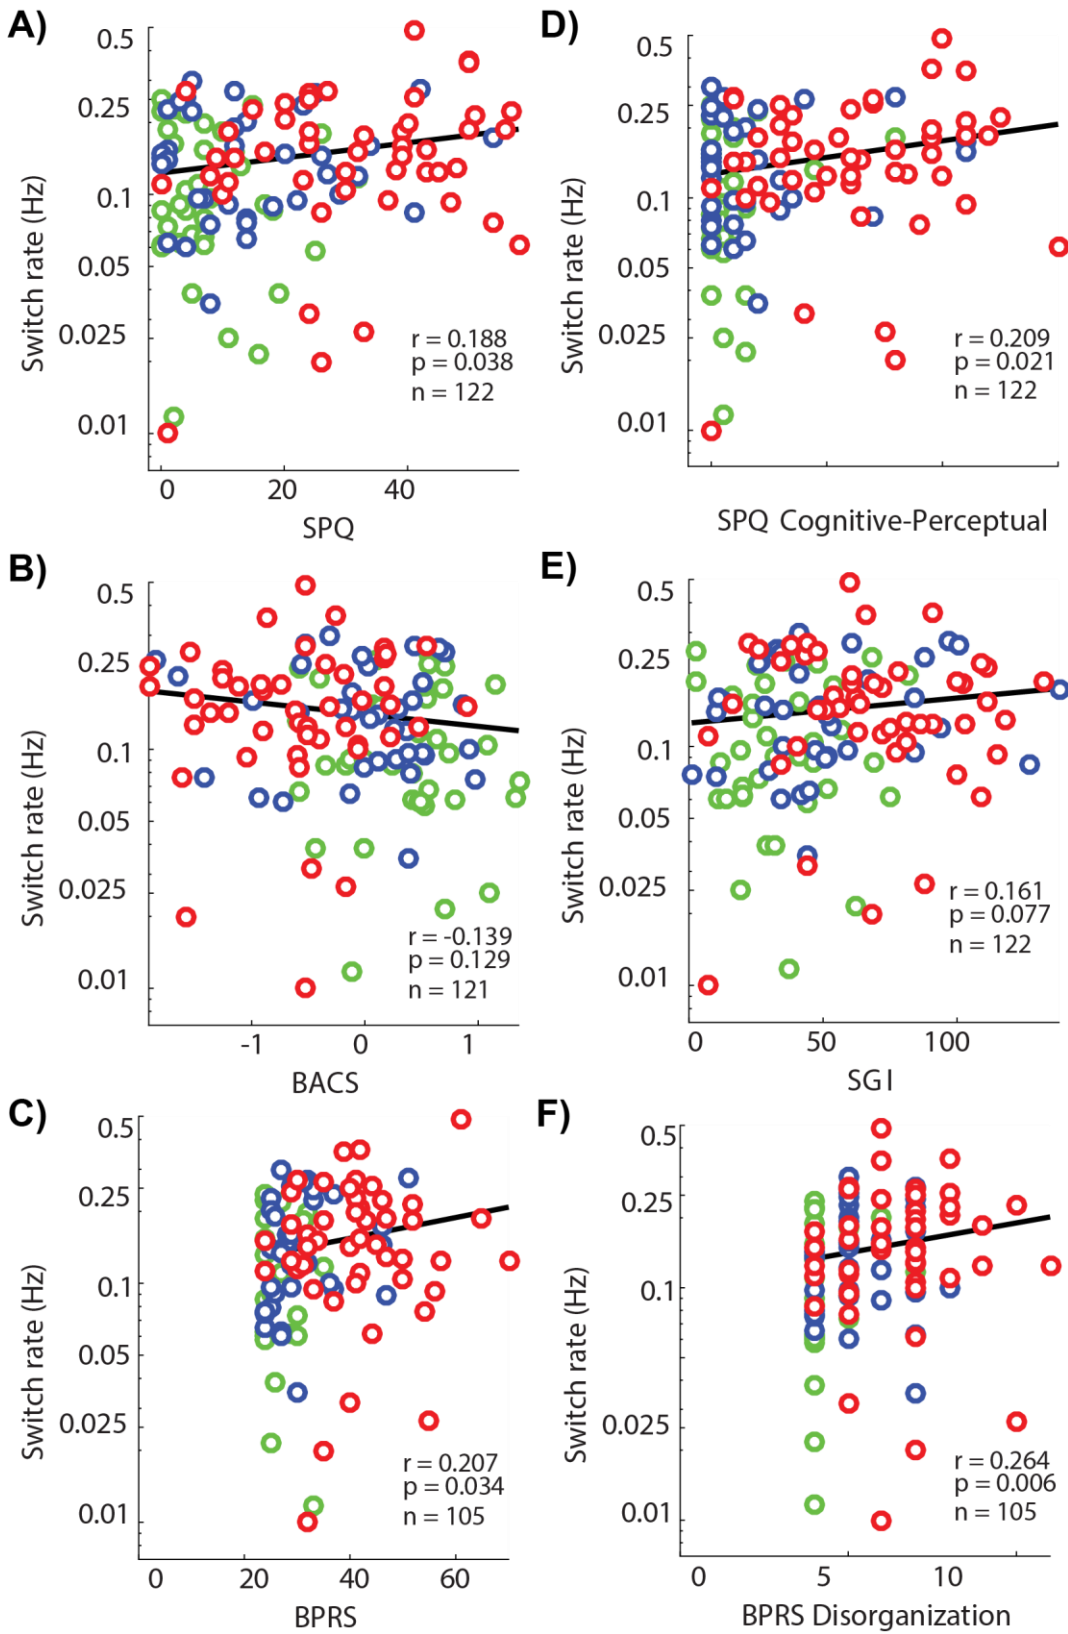 A)
0.5
0.25
0.1
0.05
0.025
0.01
Switch rate (Hz)
r = 0.188
p = 0.038
n = 122
0 20 40
SPQ
D)
0.5
0.25
0.1
0.05
0.025
0.01
Switch rate (Hz)
r = 0.209
p = 0.021
n = 122
SPQ Cognitive-Perceptual
B)
0.5
0.25
0.1
0.05
0.025
0.01
Switch rate (Hz)
r = -0.139
p = 0.129
n = 121
-1 0 1
BACS
E)
0.5
0.25
0.1
0.05
0.025
0.01
Switch rate (Hz)
r = 0.161
p = 0.077
n = 122
0 50 100
SGI
C)
0.5
0.25
0.1
0.05
0.025
0.01
Switch rate (Hz)
r = 0.207
p = 0.034
n = 105
0 20 40 60
BPRS
F)
0.5
0.25
0.1
0.05
0.025
0.01
Switch rate (Hz)
r = 0.264
p = 0.006
n = 105
0 5 10
BPRS Disorganization